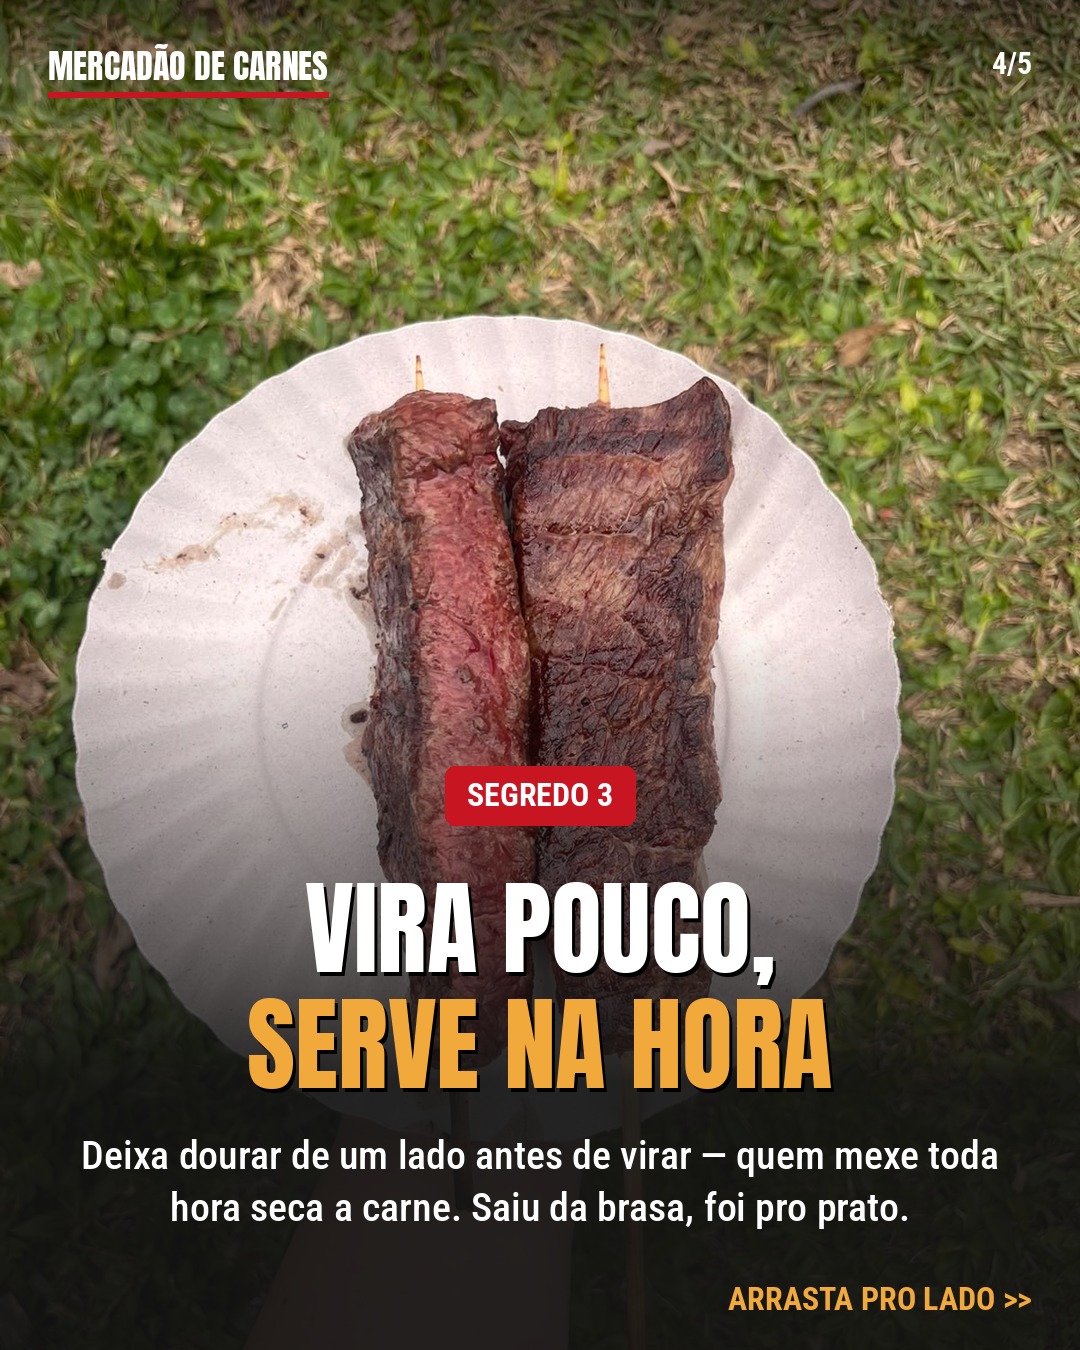 MERCADÃO DE CARNES
4/5
SEGREDO 3
VIRA POUCO,
SERVE NA HORA
Deixa dourar de um lado antes de virar — quem mexe toda
hora seca a carne. Saiu da brasa, foi pro prato.
ARRASTA PRO LADO >>